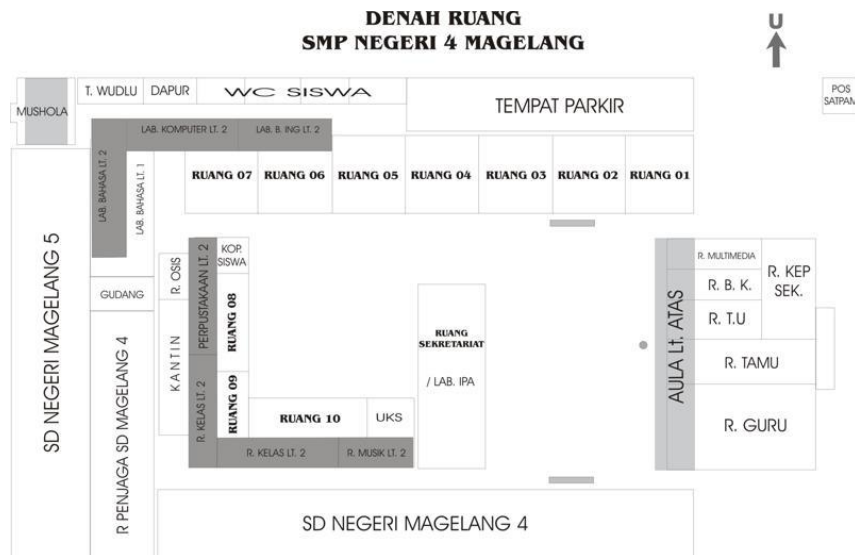 DENAH RUANG
SMP NEGERI 4 MAGELANG
U
MUSHOLA
T. WUDLU
DAPUR
WC SISWA
TEMPAT PARKIR
POS
SATPAM
LAB. KOMPUTER LT. 2
LAB. B. ING LT. 2
LAB. BAHASA LT. 2
LAB. BAHASA LT. 1
RUANG 07
RUANG 06
RUANG 05
RUANG 04
RUANG 03
RUANG 02
RUANG 01
SD NEGERI MAGELANG 5
GUDANG
R PENJAGA SD MAGELANG 4
R. OSIS
KANTIN
PERPUSTAKAAN LT. 2
R. KELAS LT. 2
KOP.
SISWA
RUANG 08
RUANG 09
RUANG 10
UKS
R. KELAS LT. 2
R. MUSIK LT. 2
RUANG
SEKRETARIAT
/ LAB. IPA
AULA Lt. ATAS
R. MULTIMEDIA
R. B. K.
R. T.U
R. KEP
SEK.
R. TAMU
R. GURU
SD NEGERI MAGELANG 4